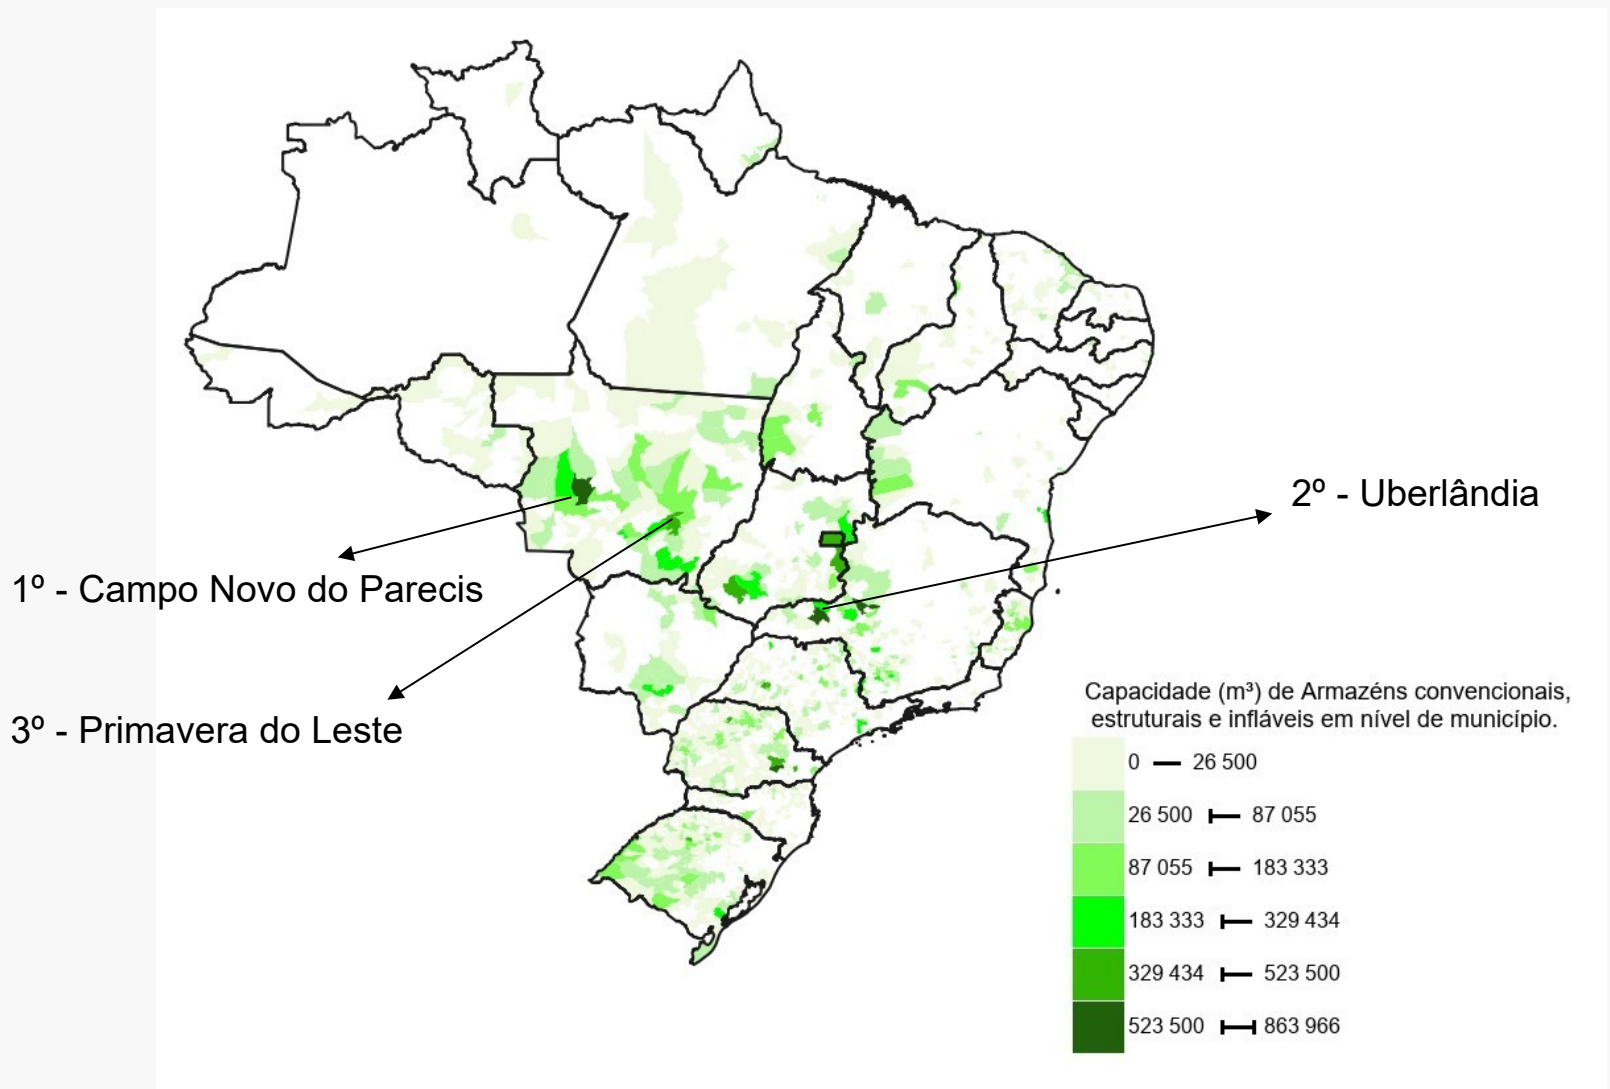 2º - Uberlândia
1º - Campo Novo do Parecis
3º - Primavera do Leste
Capacidade (m³) de Armazéns convencionais,
estruturais e infláveis em nível de município.
0 — 26 500
26 500 ⊢ 87 055
87 055 ⊢ 183 333
183 333 ⊢ 329 434
329 434 ⊢ 523 500
523 500 ⊢⊣ 863 966